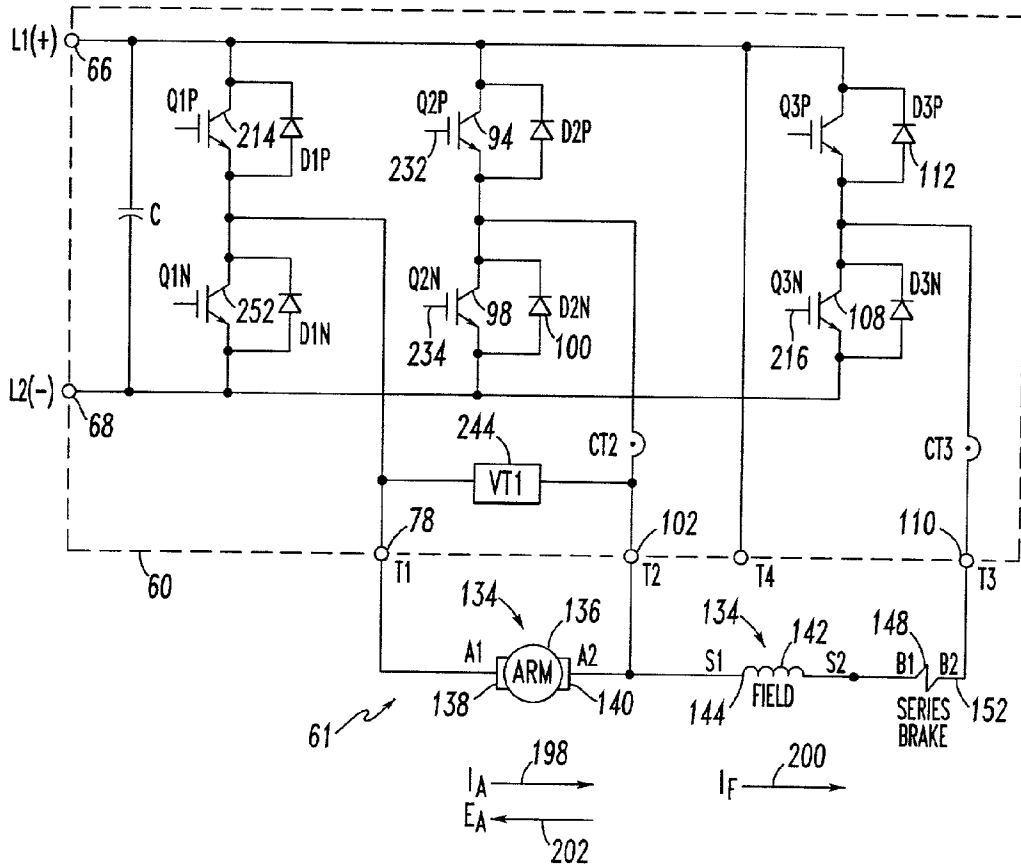 L1(+)
66
Q1P
214
D1P
Q2P
94
232
D2P
Q3P
D3P
112
C
Q1N
252
D1N
Q2N
98
234
D2N
100
Q3N
108
216
D3N
L2(-)
68
244
VT1
CT2
CT3
78
102
110
60
T1
T2
T4
T3
134
136
134
142
148
A1
ARM
A2
S1
S2
B1
B2
138
140
144
FIELD
152
SERIES
BRAKE
61
198
IA
200
IF
EA
202